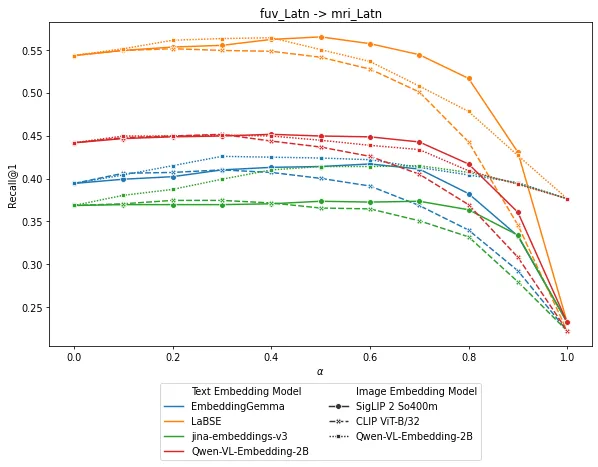 fuv_Latn -> mri_Latn
Recall@1
0.55
0.50
0.45
0.40
0.35
0.30
0.25
0.0 0.2 0.4 0.6 0.8 1.0
α
Text Embedding Model Image Embedding Model
EmbeddingGemma SigLIP 2 So400m
LaBSE CLIP ViT-B/32
jina-embeddings-v3 Qwen-VL-Embedding-2B
Qwen-VL-Embedding-2B